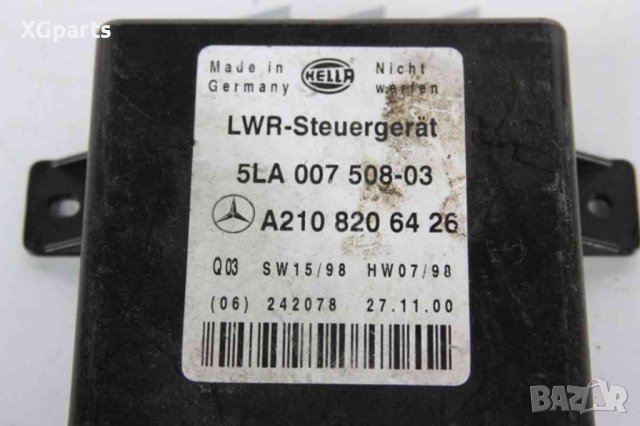 XGparts
Made in Germany
HELLA
Nicht werfen
LWR-Steuergerät
5LA 007 508-03
A210 820 64 26
Q03 SW15/98 HW07/98
(06) 242078 27.11.00
BAZAR